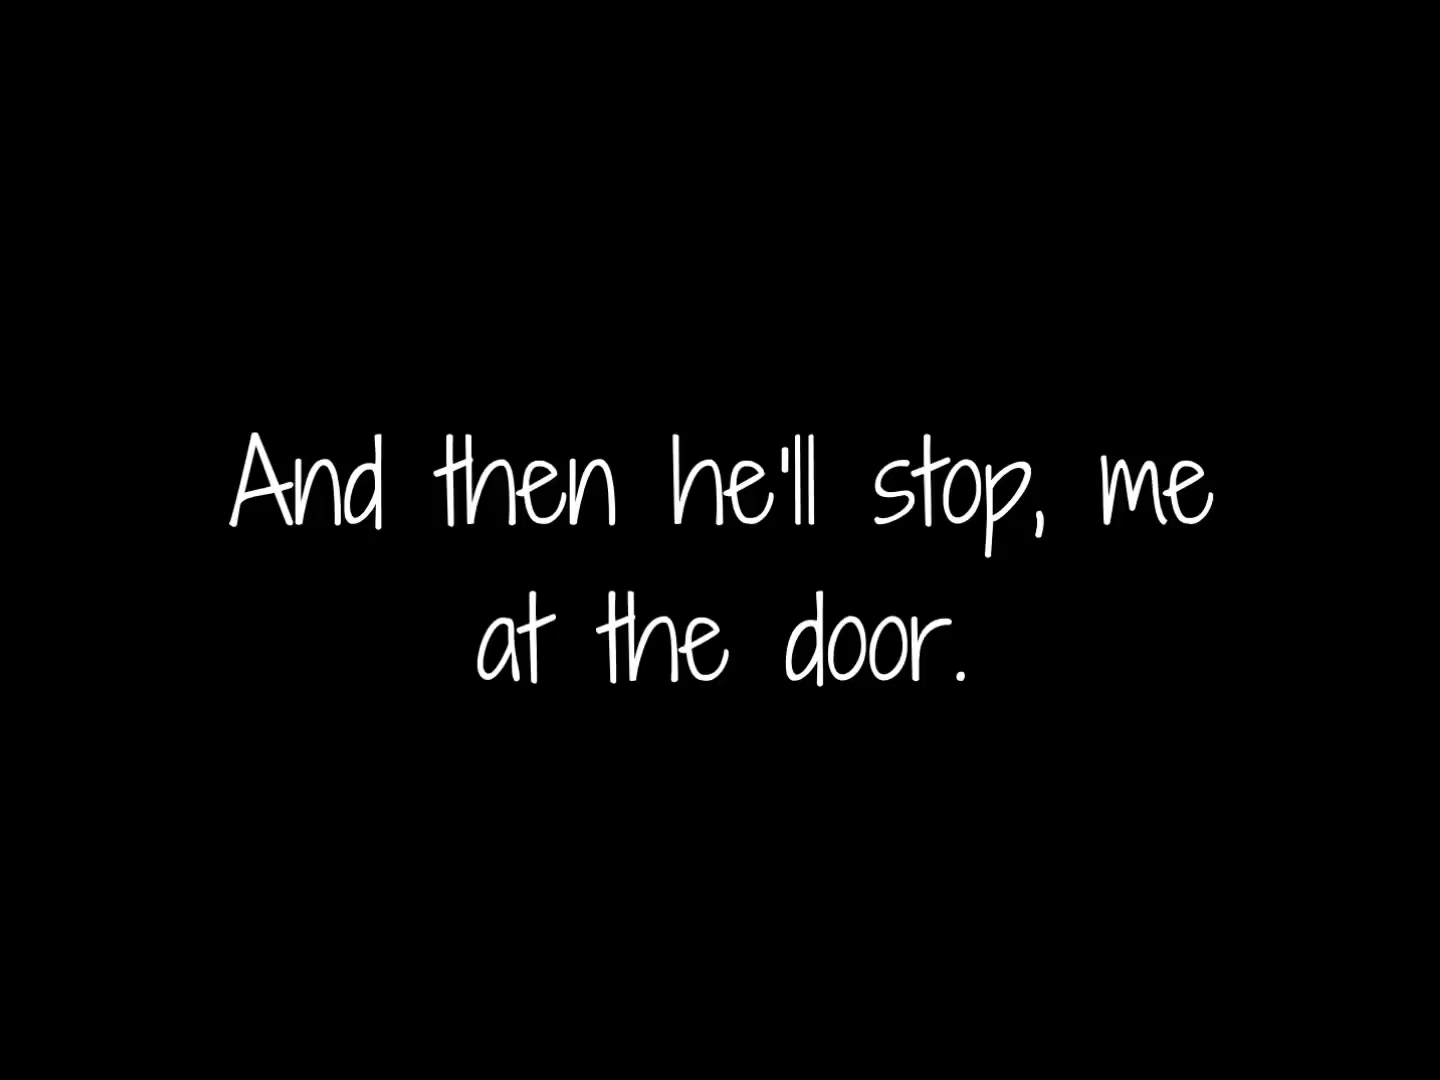 And then he'll stop, me
at the door.